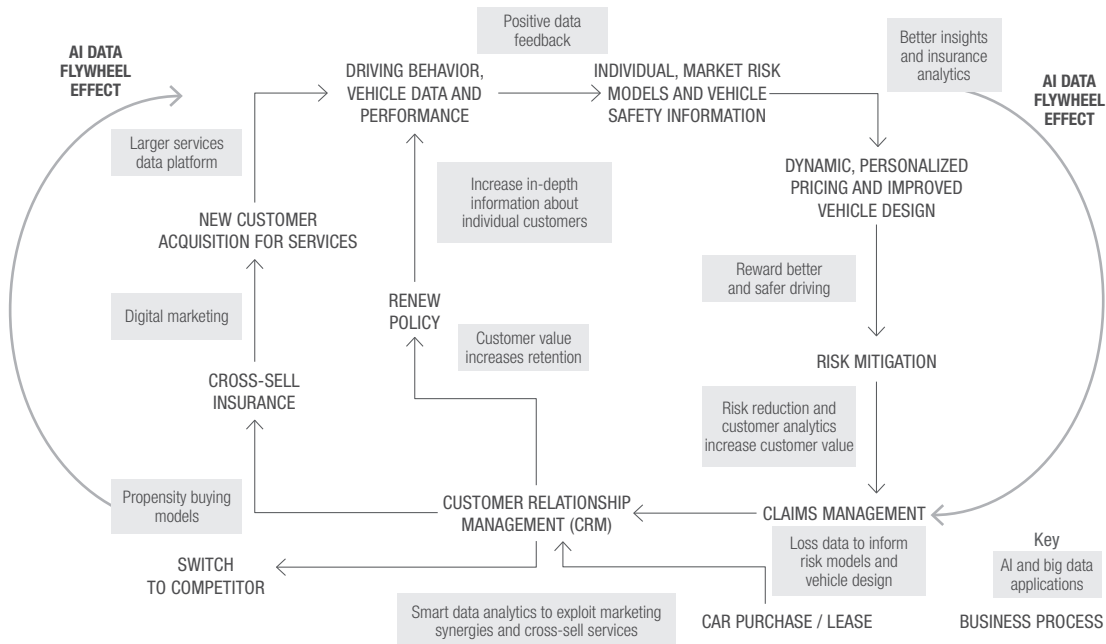 Positive data
feedback
Better insights
and insurance
analytics
AI DATA
FLYWHEEL
EFFECT
AI DATA
FLYWHEEL
EFFECT
DRIVING BEHAVIOR,
VEHICLE DATA AND
PERFORMANCE
INDIVIDUAL, MARKET RISK
MODELS AND VEHICLE
SAFETY INFORMATION
Larger services
data platform
Increase in-depth
information about
individual customers
DYNAMIC, PERSONALIZED
PRICING AND IMPROVED
VEHICLE DESIGN
NEW CUSTOMER
ACQUISITION FOR SERVICES
Reward better
and safer driving
Digital marketing
RENEW
POLICY
Customer value
increases retention
RISK MITIGATION
CROSS-SELL
INSURANCE
Risk reduction and
customer analytics
increase customer value
Propensity buying
models
CUSTOMER RELATIONSHIP
MANAGEMENT (CRM)
CLAIMS MANAGEMENT
Loss data to inform
risk models and
vehicle design
Key
AI and big data
applications
SWITCH
TO COMPETITOR
Smart data analytics to exploit marketing
synergies and cross-sell services
CAR PURCHASE / LEASE
BUSINESS PROCESS